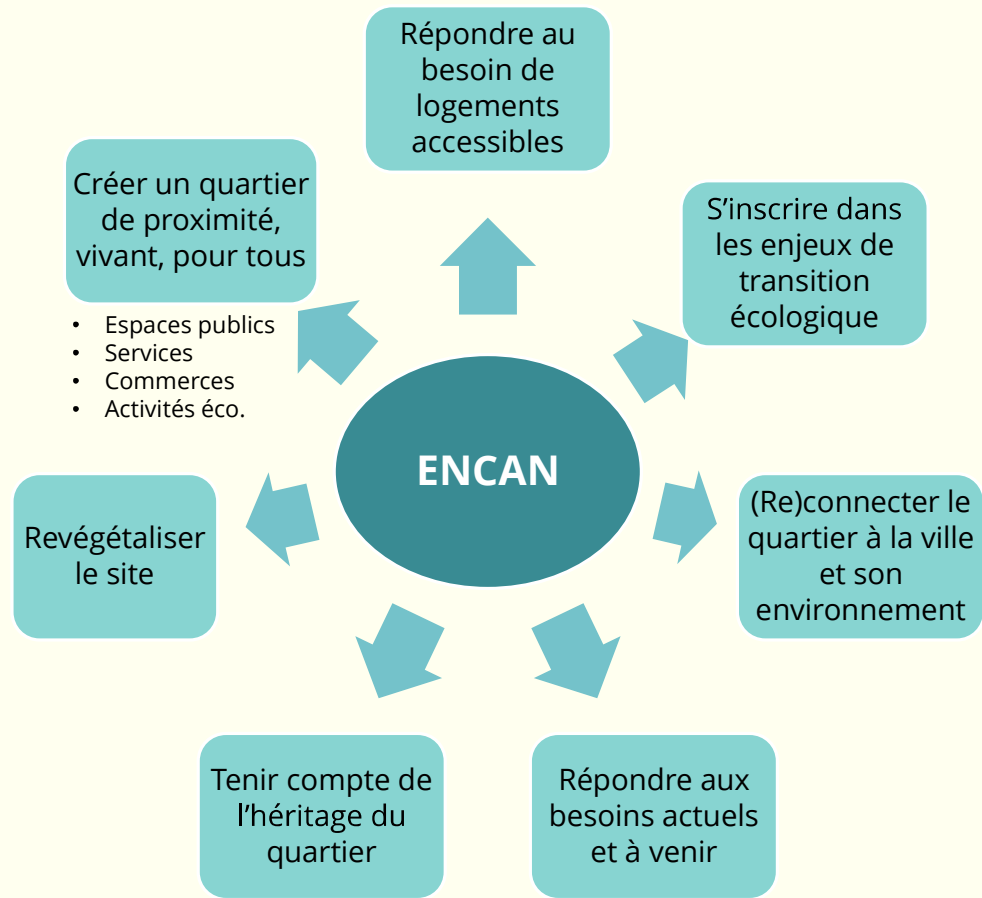 Répondre au
besoin de
logements
accessibles
S'inscrire dans
les enjeux de
transition
écologique
(Re)connecter le
quartier à la ville
et son
environnement
Répondre aux
besoins actuels
et à venir
Tenir compte de
l'héritage du
quartier
Revégétaliser
le site
Créer un quartier
de proximité,
vivant, pour tous
• Espaces publics
• Services
• Commerces
• Activités éco.
ENCAN